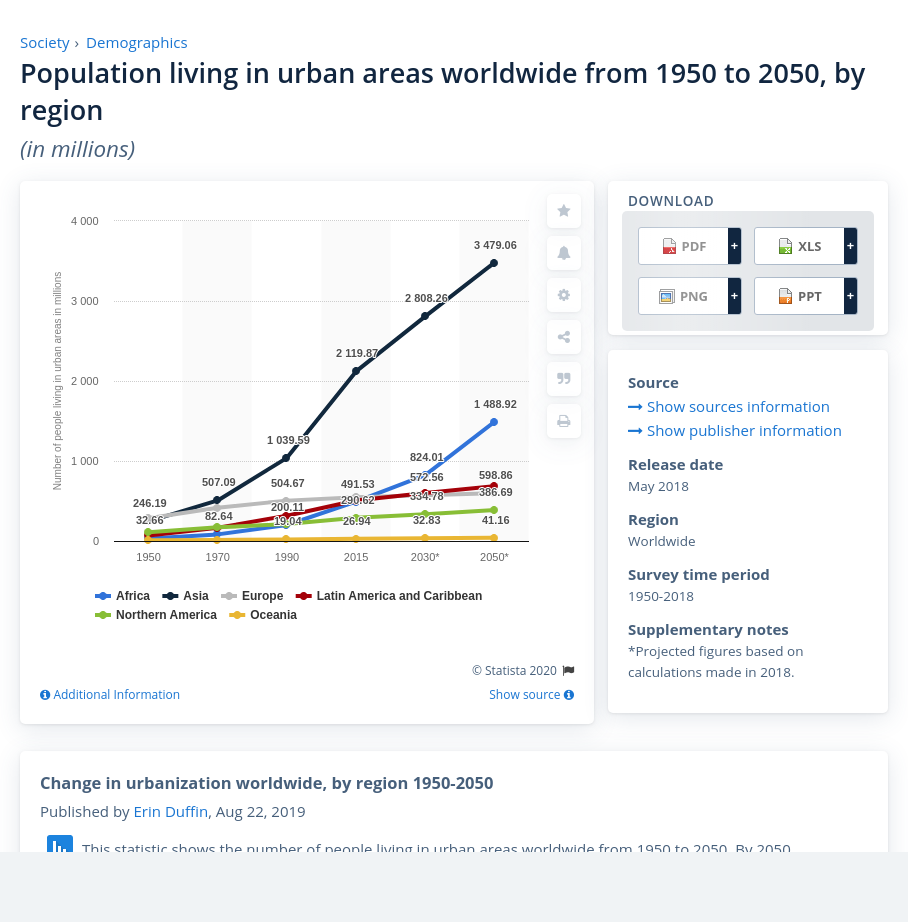 Society › Demographics
Population living in urban areas worldwide from 1950 to 2050, by
region
(in millions)
Number of people living in urban areas in millions
4 000
3 000
2 000
1 000
0
3 479.06
2 808.26
2 119.87
1 488.92
1 039.59
824.01
507.09
504.67
491.53
572.56
598.86
246.19
200.11
290.62
334.78
386.69
32.66
82.64
19.04
26.94
32.83
41.16
1950
1970
1990
2015
2030*
2050*
Africa Asia Europe Latin America and Caribbean
Northern America Oceania
© Statista 2020
Additional Information
Show source
DOWNLOAD
PDF +
XLS +
PNG +
PPT +
Source
Show sources information
Show publisher information
Release date
May 2018
Region
Worldwide
Survey time period
1950-2018
Supplementary notes
*Projected figures based on
calculations made in 2018.
Change in urbanization worldwide, by region 1950-2050
Published by Erin Duffin, Aug 22, 2019
This statistic shows the number of people living in urban areas worldwide from 1950 to 2050. By 2050,